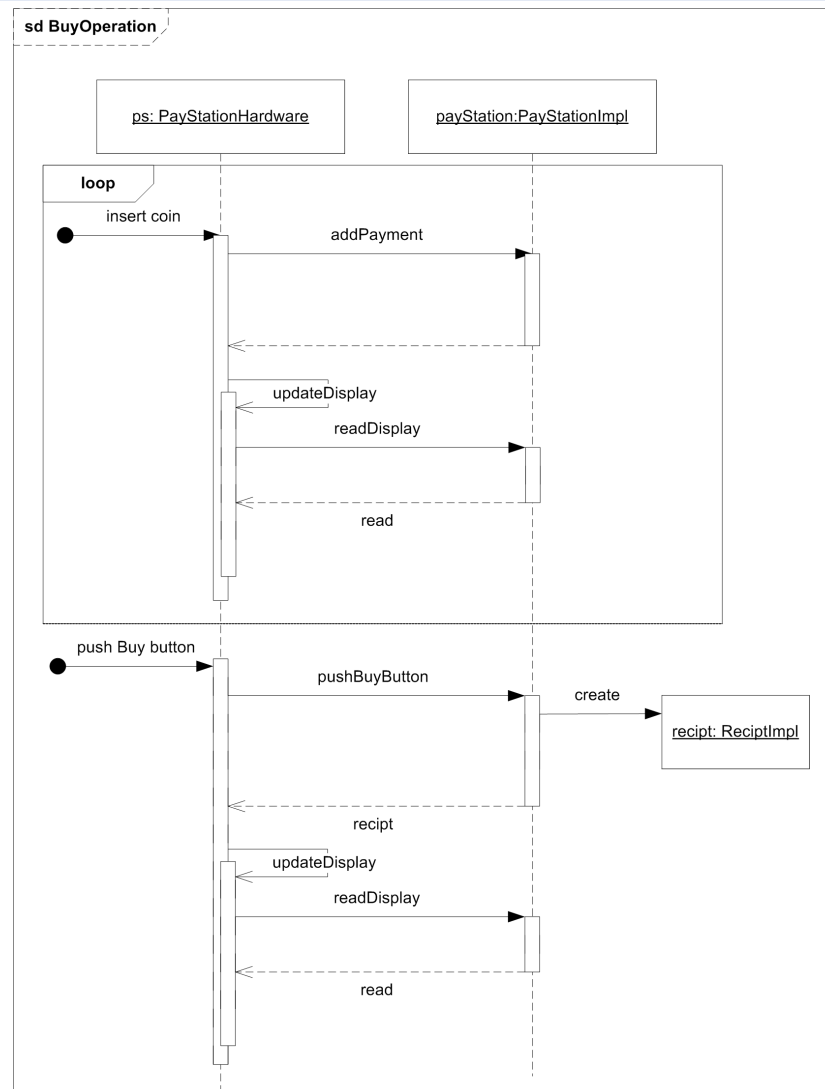 sd BuyOperation
ps: PayStationHardware
payStation:PayStationImpl
loop
insert coin
addPayment
updateDisplay
readDisplay
read
push Buy button
pushBuyButton
create
recipt: ReciptImpl
recipt
updateDisplay
readDisplay
read